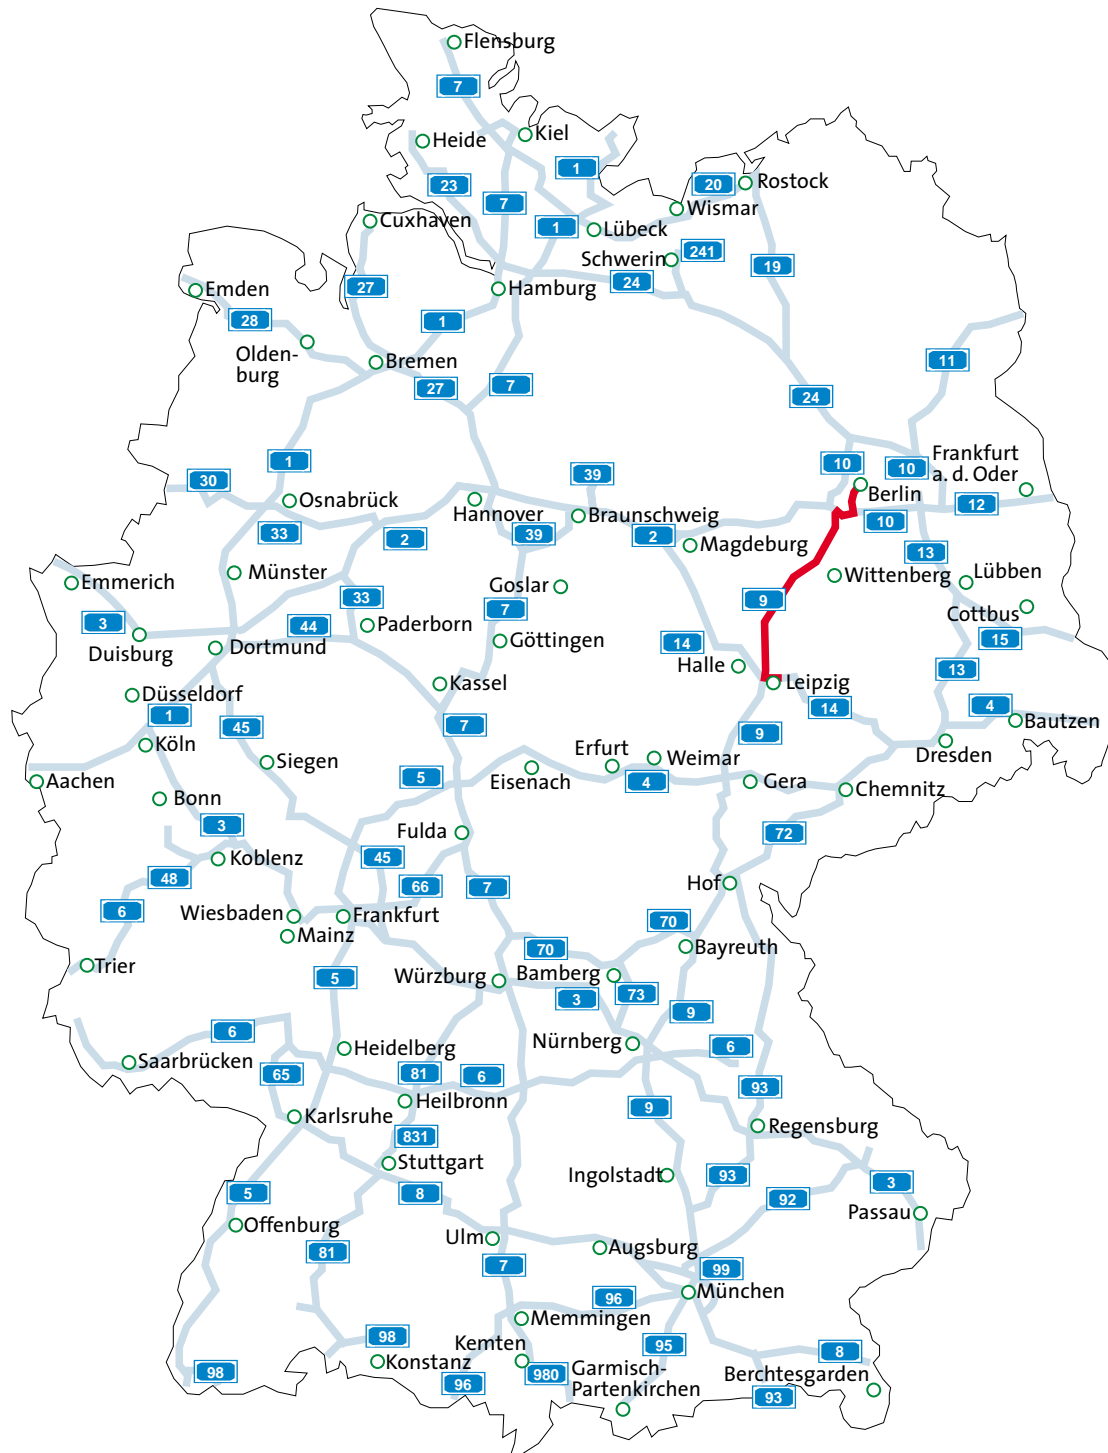 Flensburg
7
Heide
Kiel
1
23
7
20
Rostock
Wismar
Cuxhaven
1
Lübeck
Schwerin
241
19
24
27
Emden
Hamburg
28
1
Olden-
burg
Bremen
27
7
11
24
Frankfurt
a. d. Oder
10
10
Berlin
1
30
39
Osnabrück
Hannover
Braunschweig
12
10
33
2
39
2
Magdeburg
13
Emmerich
Münster
Goslar
Wittenberg
Lübben
9
3
33
7
Cottbus
44
Paderborn
15
Duisburg
Dortmund
Göttingen
14
Halle
13
Kassel
Leipzig
Düsseldorf
14
4
1
45
7
9
Bautzen
Köln
Siegen
Erfurt
Weimar
Dresden
Aachen
5
Eisenach
4
Gera
Chemnitz
Bonn
3
Fulda
72
Koblenz
45
48
66
7
Hof
6
Wiesbaden
Frankfurt
70
Mainz
70
Bayreuth
Trier
5
Würzburg
Bamberg
73
3
9
6
Nürnberg
6
Saarbrücken
Heidelberg
65
81
6
93
Heilbronn
9
Karlsruhe
831
Regensburg
Stuttgart
Ingolstadt
93
3
5
8
92
Passau
Offenburg
Ulm
Augsburg
81
7
99
München
96
Memmingen
98
Kemten
95
8
Konstanz
980
Garmisch-
Partenkirchen
Berchtesgarden
98
96
93